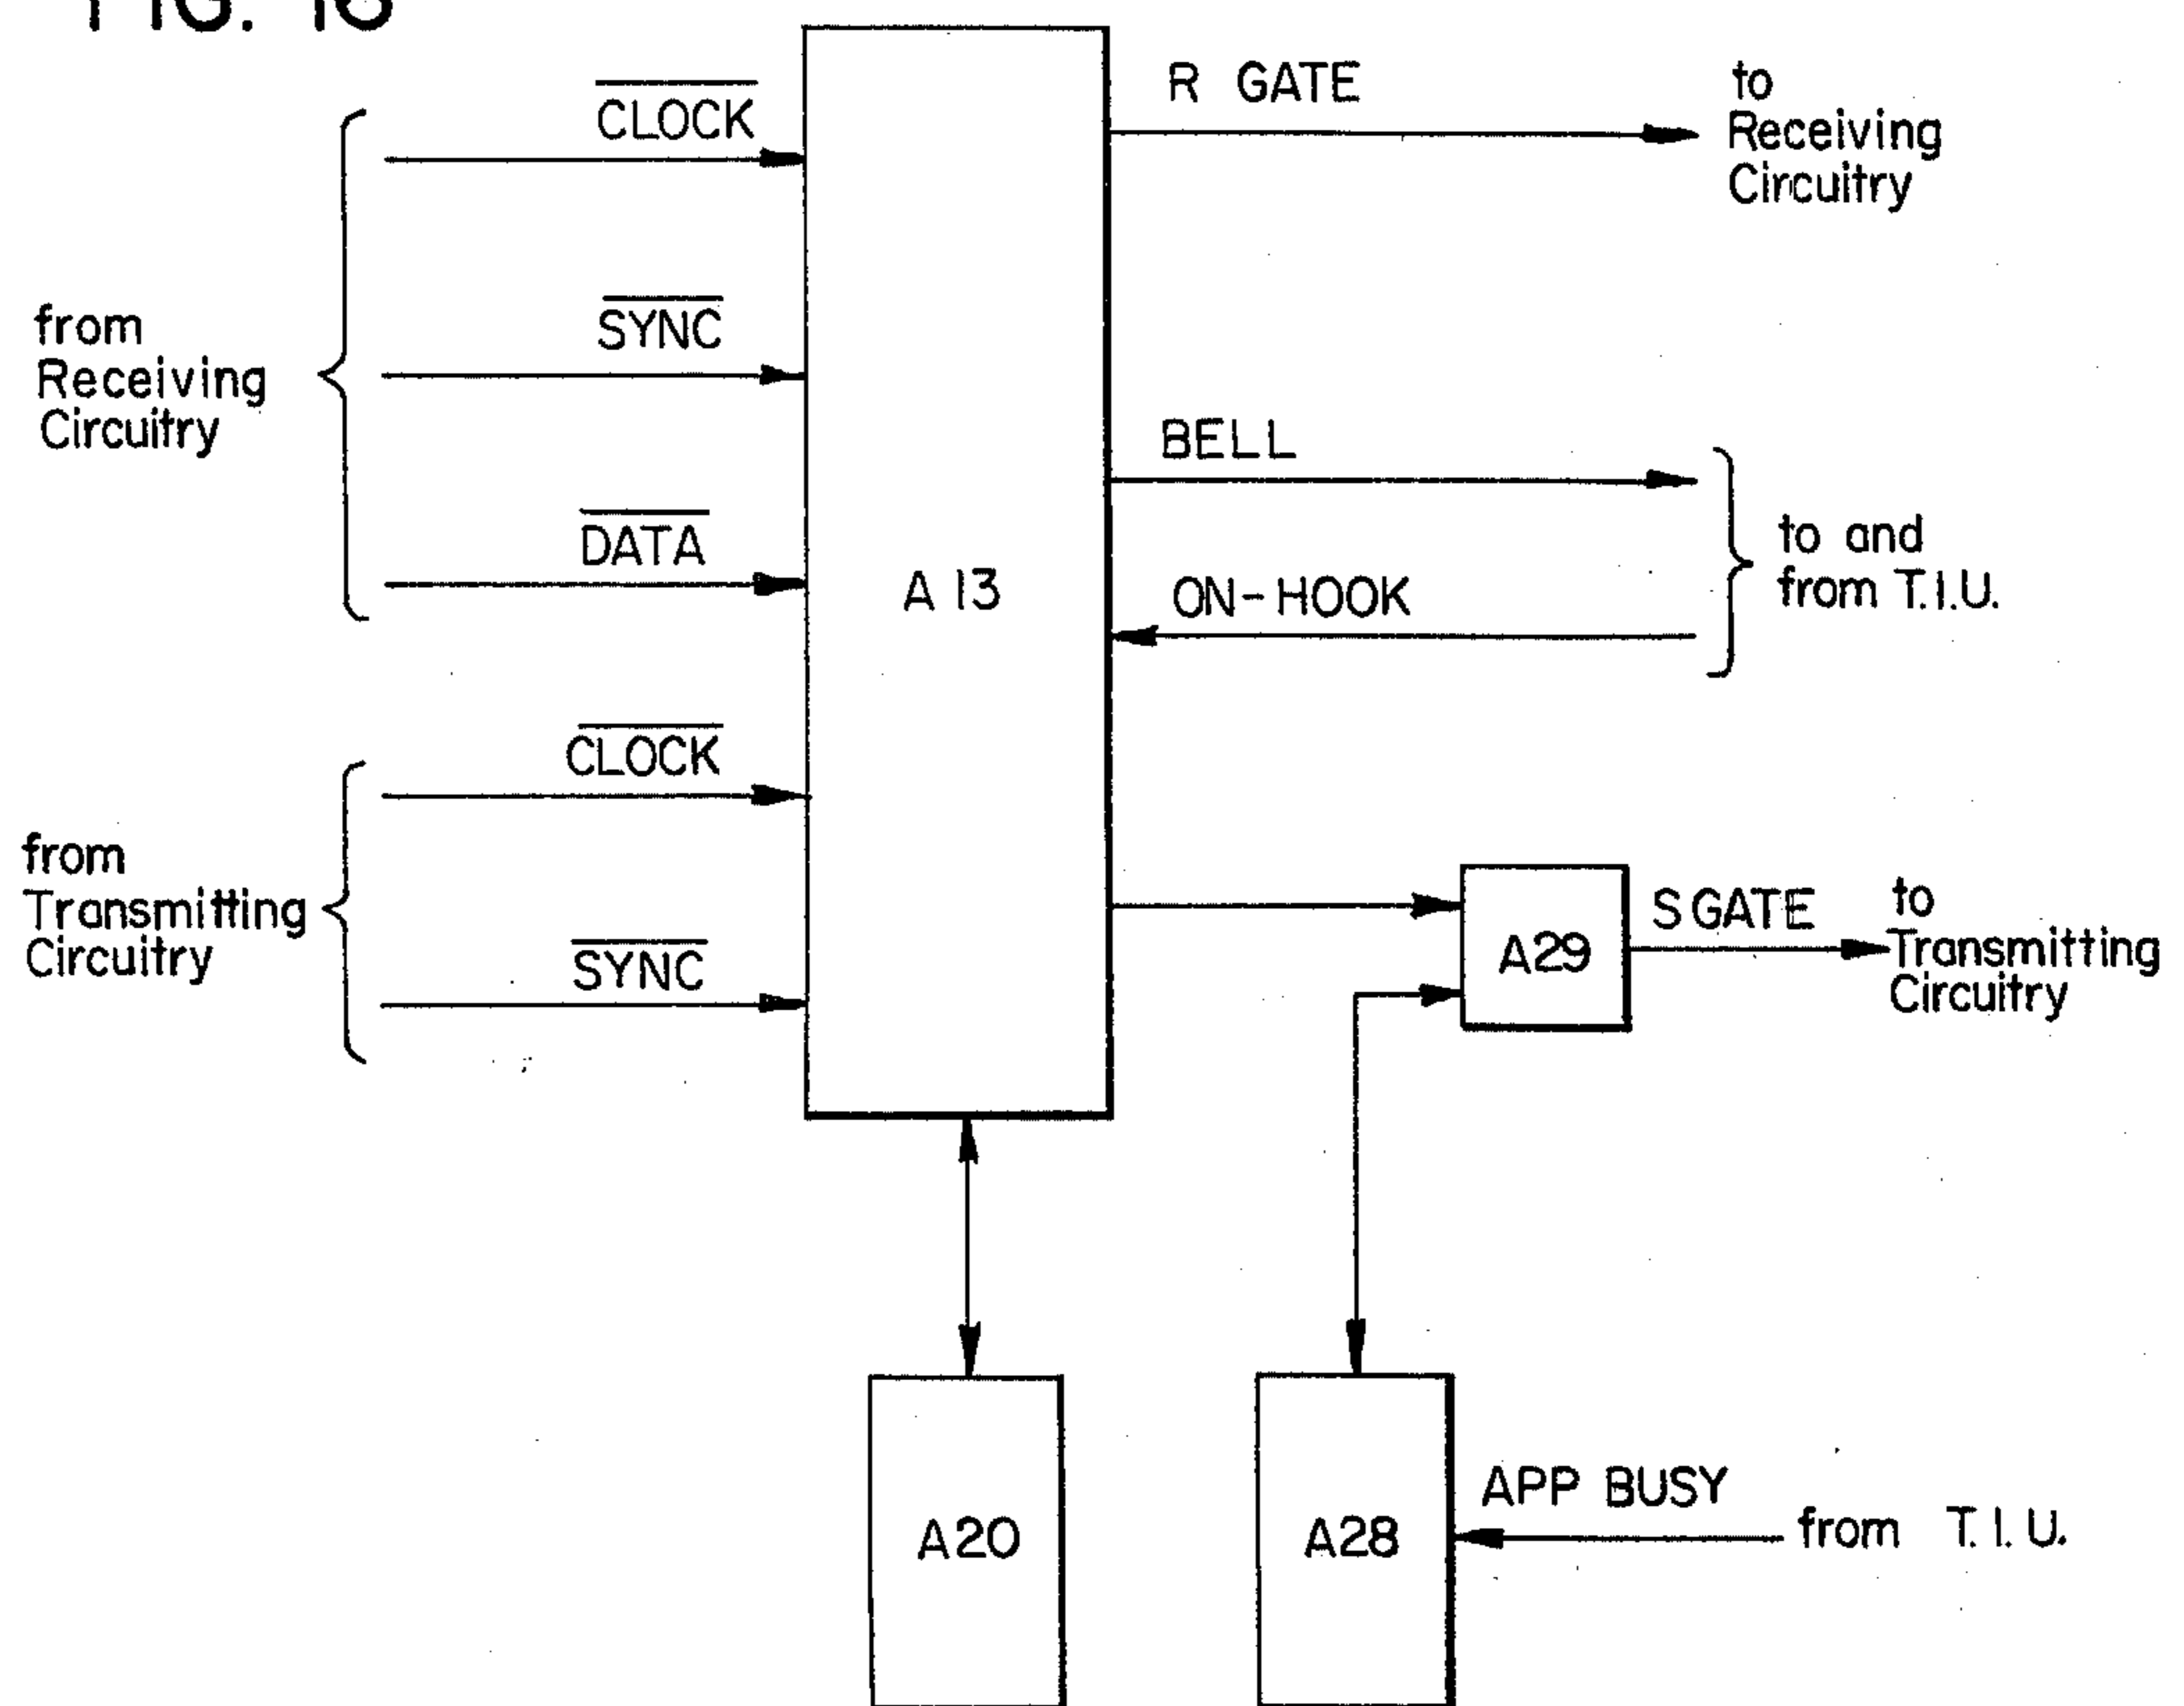 CLOCK
R GATE
to
Receiving
Circuitry
from
Receiving
Circuitry
SYNC
DATA
A 13
BELL
ON-HOOK
to and
from T.I.U.
from
Transmitting
Circuitry
CLOCK
SYNC
A29
S GATE
to
Transmitting
Circuitry
A20
A28
APP BUSY
from T.I.U.